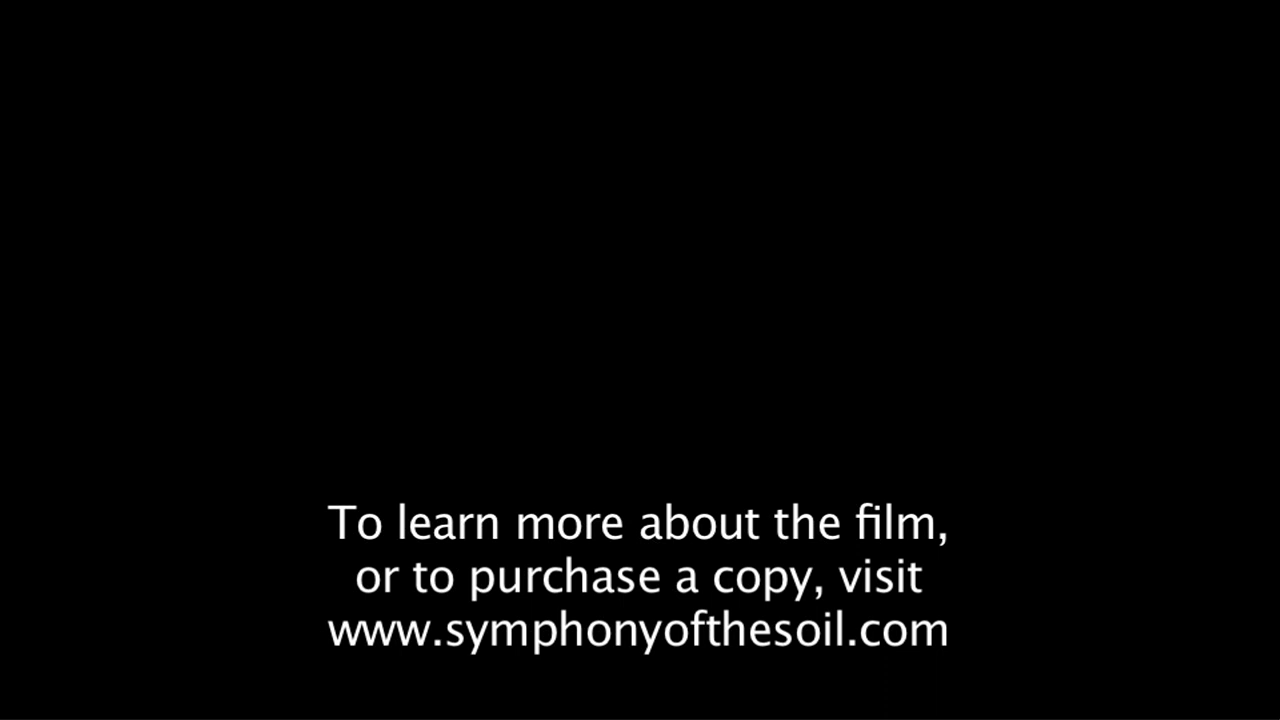 To learn more about the film,
or to purchase a copy, visit
www.symphonyofthesoil.com